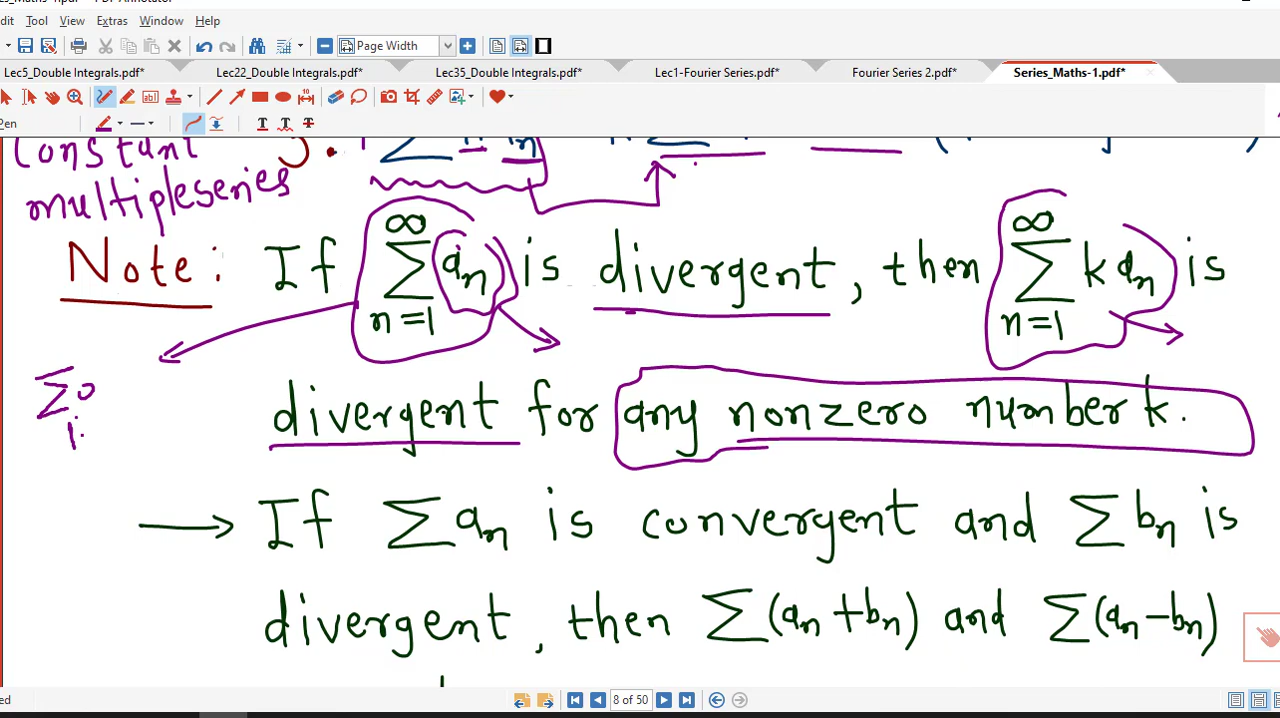 Tool View Extras Window Help
Page Width
Lec5_Double Integrals.pdf* Lec22_Double Integrals.pdf* Lec35_Double Integrals.pdf* Lec1-Fourier Series.pdf* Fourier Series 2.pdf* Series_Maths-1.pdf*
Constant 3.
multiple series
Note: If ∞ Σ n=1 an is divergent, then ∞ Σ n=1 k an is
divergent for any nonzero number k.
→ If Σ an is convergent and Σ bn is
divergent, then Σ(an + bn) and Σ(an − bn)
8 of 50